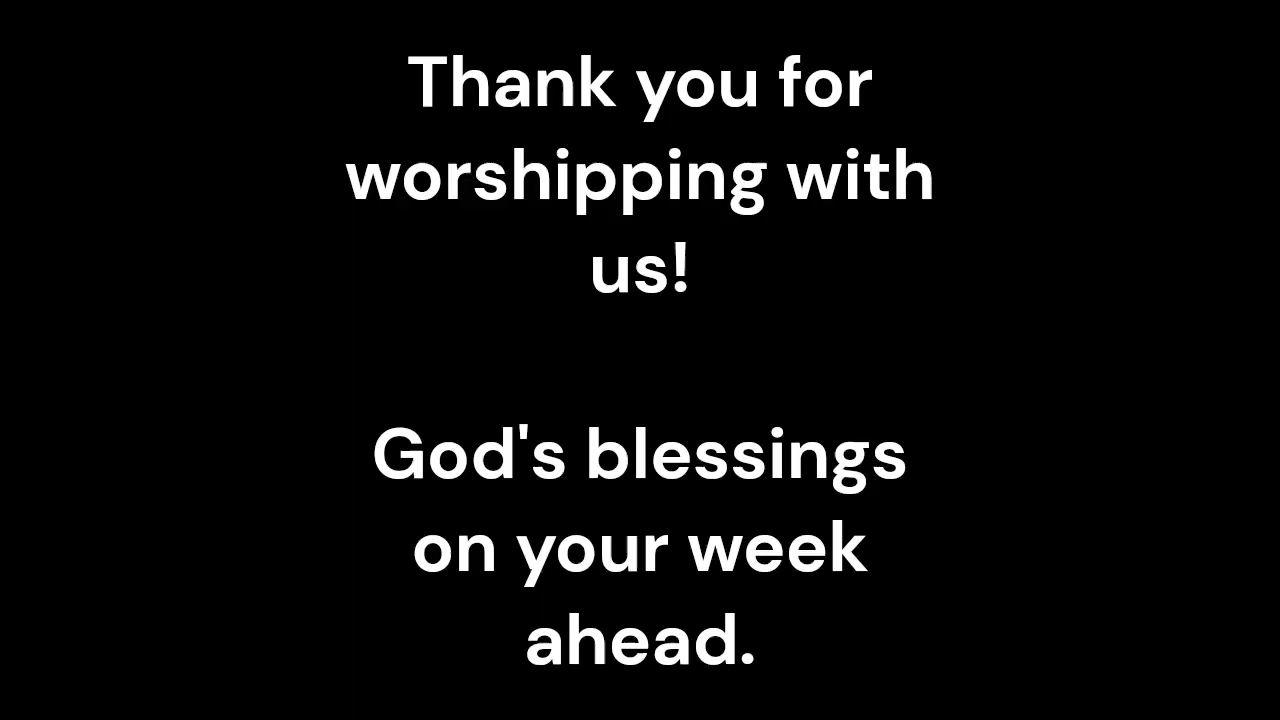 Thank you for
worshipping with
us!
God's blessings
on your week
ahead.